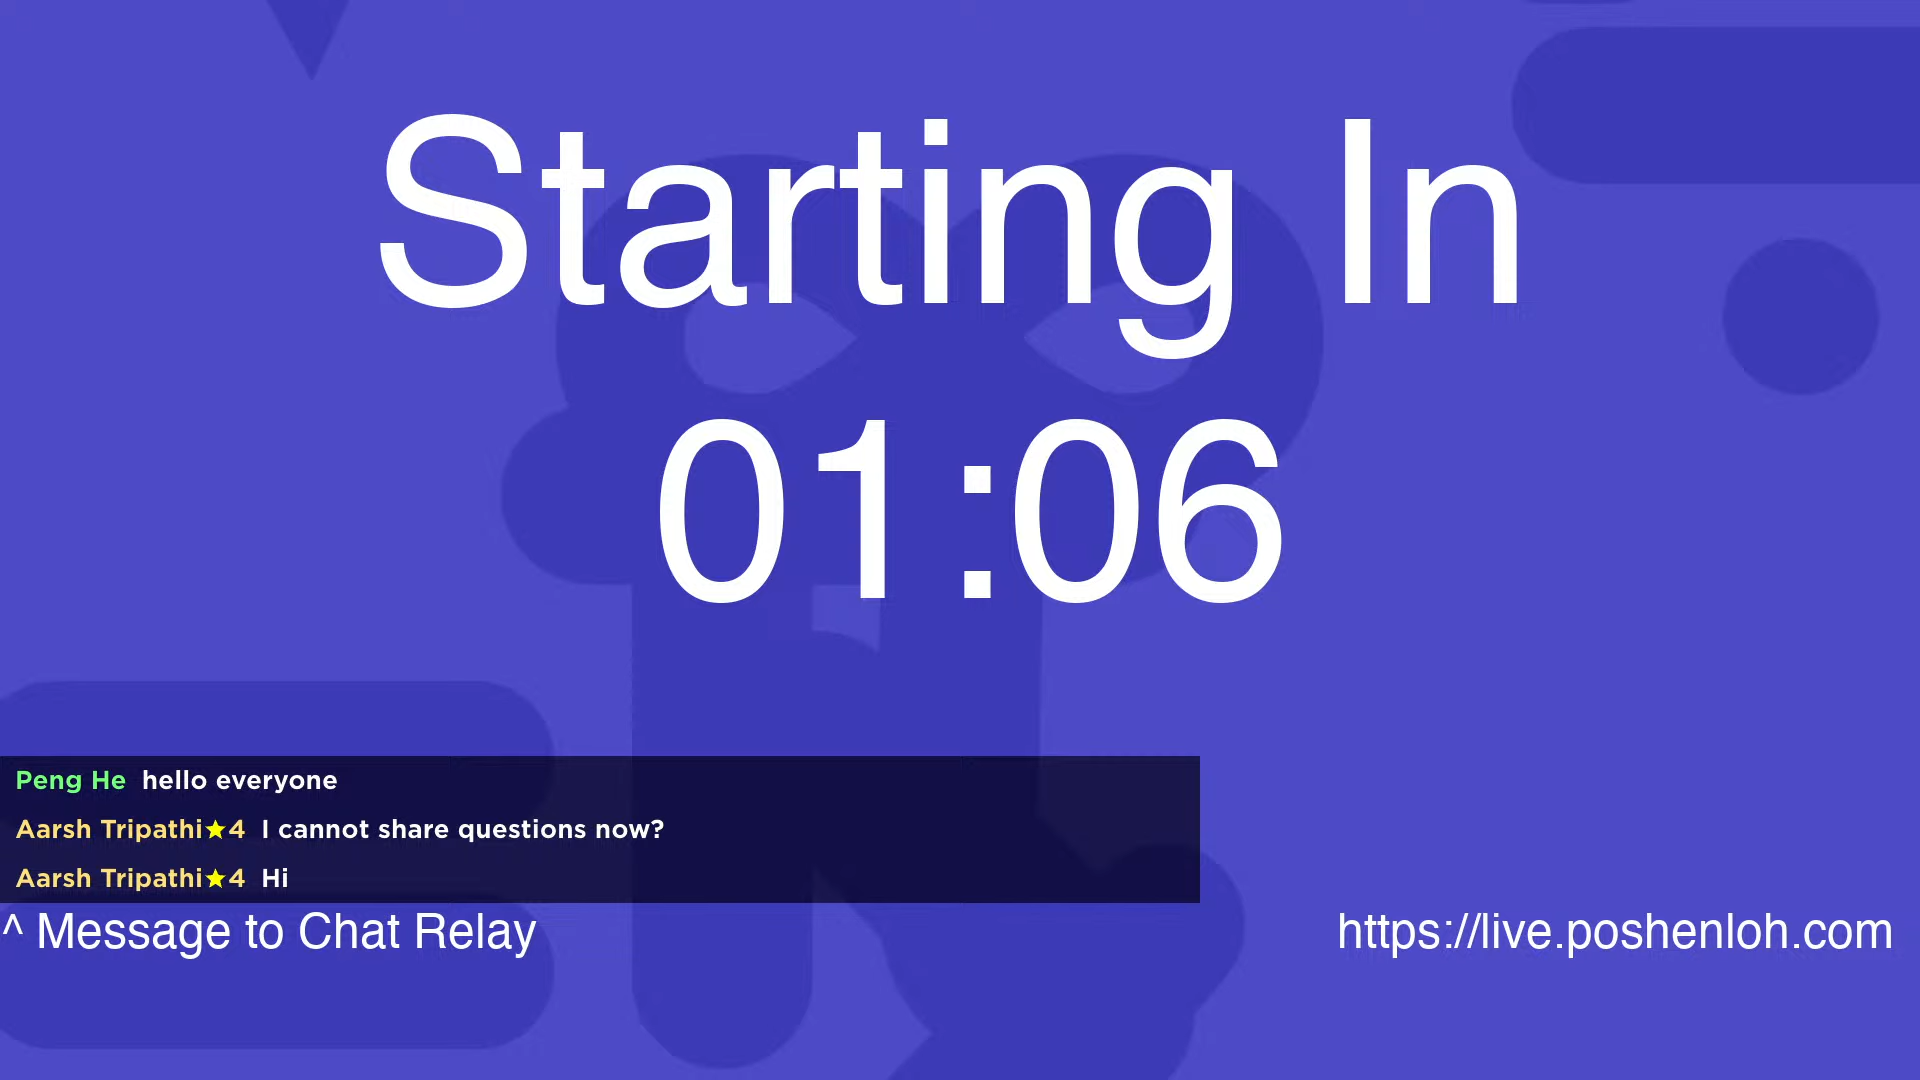 Starting In
01:06
Peng He hello everyone
Aarsh Tripathi★4 I cannot share questions now?
Aarsh Tripathi★4 Hi
^ Message to Chat Relay
https://live.poshenloh.com